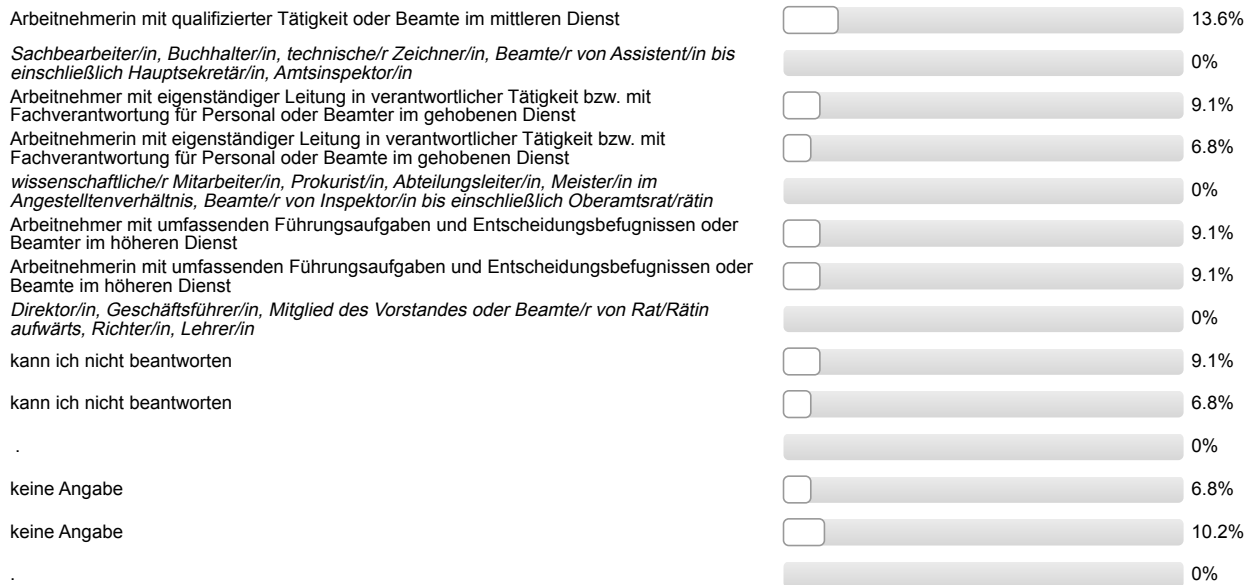 Arbeitnehmerin mit qualifizierter Tätigkeit oder Beamte im mittleren Dienst 13.6%
Sachbearbeiter/in, Buchhalter/in, technische/r Zeichner/in, Beamte/r von Assistent/in bis
einschließlich Hauptsekretär/in, Amtsinspektor/in 0%
Arbeitnehmer mit eigenständiger Leitung in verantwortlicher Tätigkeit bzw. mit
Fachverantwortung für Personal oder Beamter im gehobenen Dienst 9.1%
Arbeitnehmerin mit eigenständiger Leitung in verantwortlicher Tätigkeit bzw. mit
Fachverantwortung für Personal oder Beamte im gehobenen Dienst 6.8%
wissenschaftliche/r Mitarbeiter/in, Prokurist/in, Abteilungsleiter/in, Meister/in im
Angestelltenverhältnis, Beamte/r von Inspektor/in bis einschließlich Oberamtsrat/rätin 0%
Arbeitnehmer mit umfassenden Führungsaufgaben und Entscheidungsbefugnissen oder
Beamter im höheren Dienst 9.1%
Arbeitnehmerin mit umfassenden Führungsaufgaben und Entscheidungsbefugnissen oder
Beamte im höheren Dienst 9.1%
Direktor/in, Geschäftsführer/in, Mitglied des Vorstandes oder Beamte/r von Rat/Rätin
aufwärts, Richter/in, Lehrer/in 0%
kann ich nicht beantworten 9.1%
kann ich nicht beantworten 6.8%
. 0%
keine Angabe 6.8%
keine Angabe 10.2%
. 0%